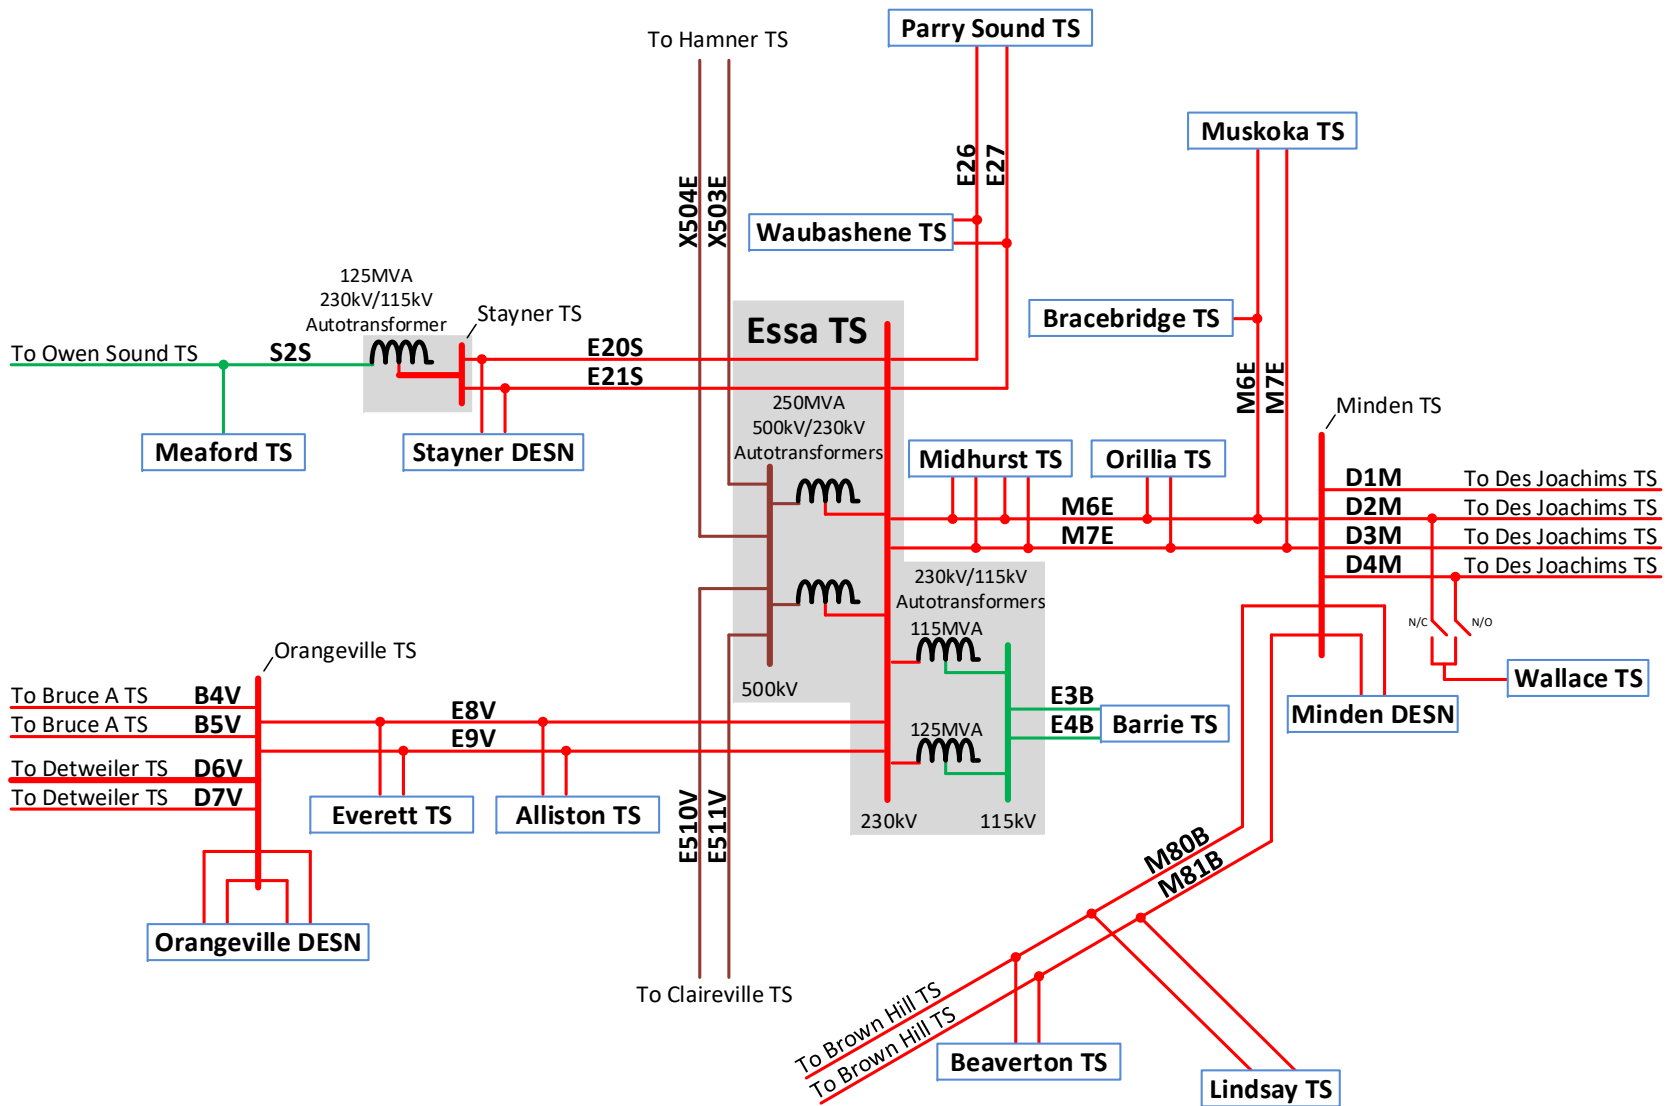 Parry Sound TS
To Hamner TS
Muskoka TS
E26
E27
X504E
X503E
Waubashene TS
125MVA
230kV/115kV
Autotransformer
Stayner TS
Essa TS
Bracebridge TS
To Owen Sound TS
S2S
E20S
E21S
M6E
M7E
250MVA
500kV/230kV
Autotransformers
Minden TS
Meaford TS
Stayner DESN
Midhurst TS
Orillia TS
D1M
To Des Joachims TS
M6E
D2M
To Des Joachims TS
M7E
D3M
To Des Joachims TS
D4M
To Des Joachims TS
230kV/115kV
Autotransformers
115MVA
N/C
N/O
Orangeville TS
Wallace TS
500kV
To Bruce A TS
B4V
E3B
To Bruce A TS
B5V
E8V
E4B
Barrie TS
Minden DESN
E9V
125MVA
To Detweiler TS
D6V
To Detweiler TS
D7V
Everett TS
Alliston TS
230kV
115kV
E510V
E511V
M80B
M81B
Orangeville DESN
To Claireville TS
To Brown Hill TS
To Brown Hill TS
Beaverton TS
Lindsay TS